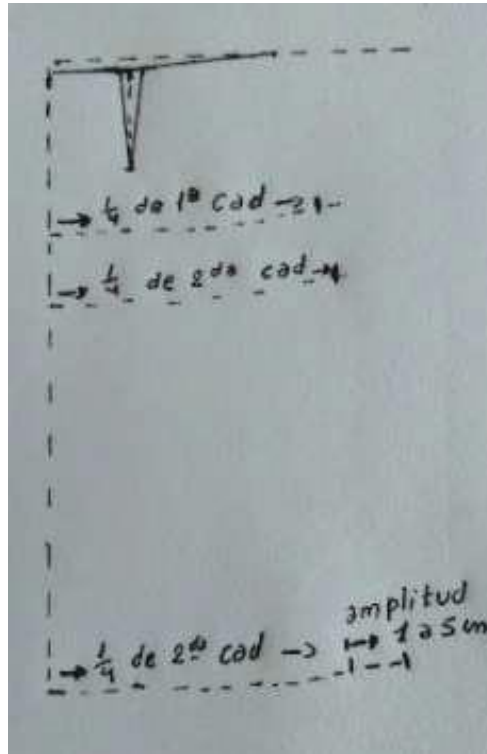 → 1/4 de 1ª cad →
→ 1/4 de 2da cad →
amplitud
→ 1/4 de 2da cad → → 1 a 5 cm